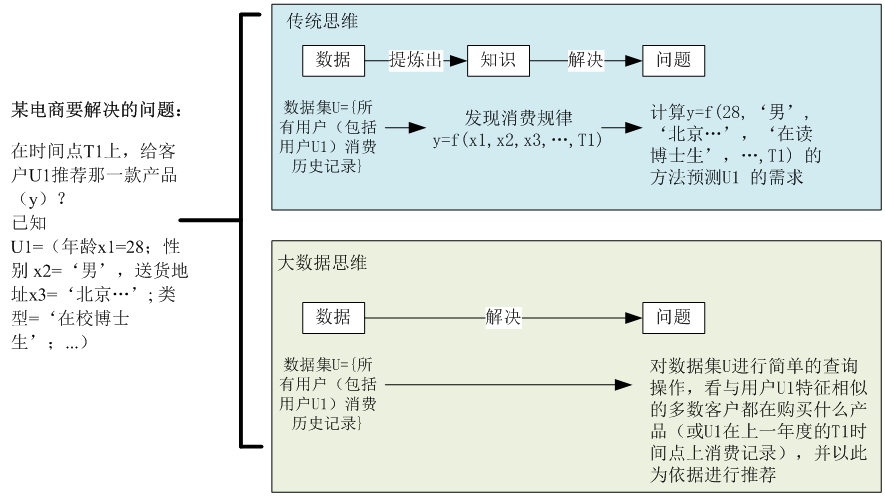 某电商要解决的问题：
在时间点T1上，给客
户U1推荐那一款产品
（y）？
已知
U1=（年龄x1=28；性
别 x2=‘男’，送货地
址x3=‘北京…’; 类
型=‘在校博士
生’；...）
传统思维
数据
提炼出
知识
解决
问题
数据集U={所
有用户（包括
用户U1）消费
历史记录}
发现消费规律
y=f(x1,x2,x3,…,T1)
计算y=f(28,‘男’,
‘北京…’, ‘在读
博士生’,…,T1) 的
方法预测U1 的需求
大数据思维
数据
解决
问题
数据集U={所
有用户（包括
用户U1）消费
历史记录}
对数据集U进行简单的查询
操作，看与用户U1特征相似
的多数客户都在购买什么产
品（或U1在上一年度的T1时
间点上消费记录），并以此
为依据进行推荐